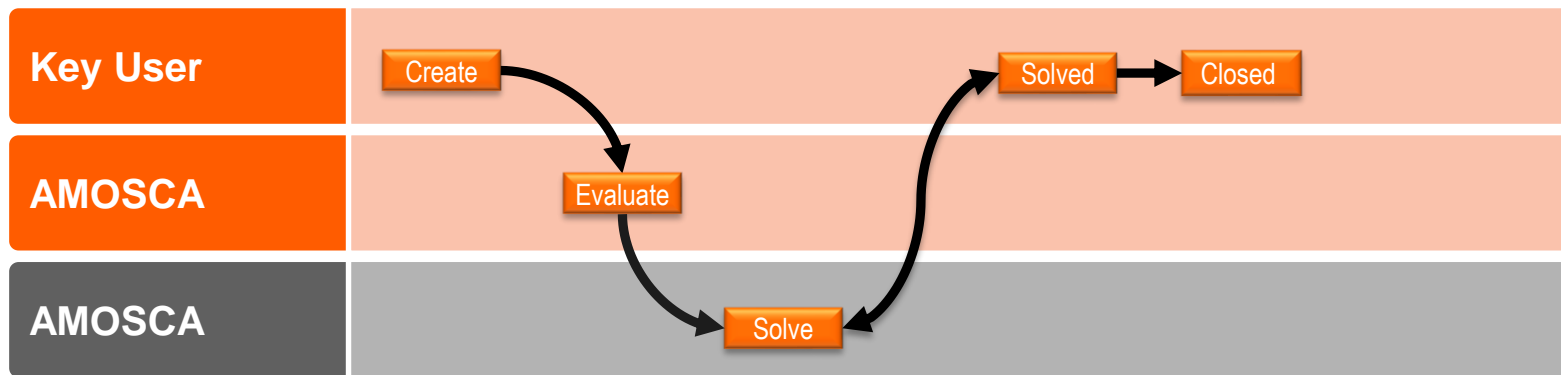 Key User
Create
Solved
Closed
AMOSCA
Evaluate
AMOSCA
Solve